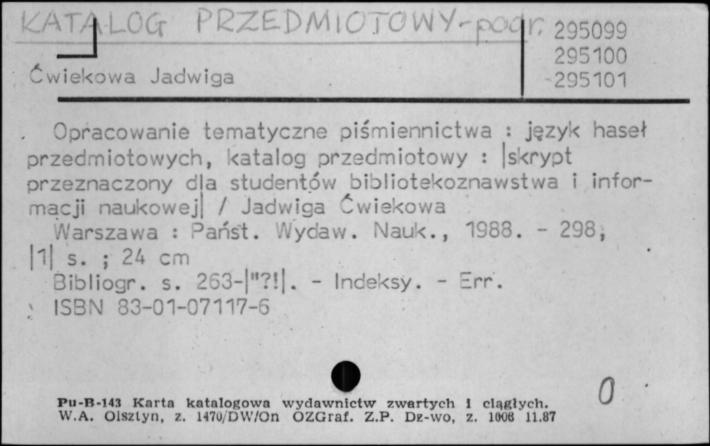 KATALOG PRZEDMIOTOWY-podr.
295099
295100
Ćwiekowa Jadwiga
-295101
Opracowanie tematyczne piśmiennictwa : język haseł
przedmiotowych, katalog przedmiotowy : |skrypt
przeznaczony dla studentów bibliotekoznawstwa i infor-
macji naukowej| / Jadwiga Ćwiekowa
Warszawa : Państ. Wydaw. Nauk., 1988. - 298,
|1| s. ; 24 cm
Bibliogr. s. 263-|"?!|. - Indeksy. - Err.
ISBN 83-01-07117-6
0
Pu-B-143 Karta katalogowa wydawnictw zwartych i ciągłych.
W.A. Olsztyn, z. 1470/DW/On OZGraf. Z.P. Dz-wo, z. 1006 11.87